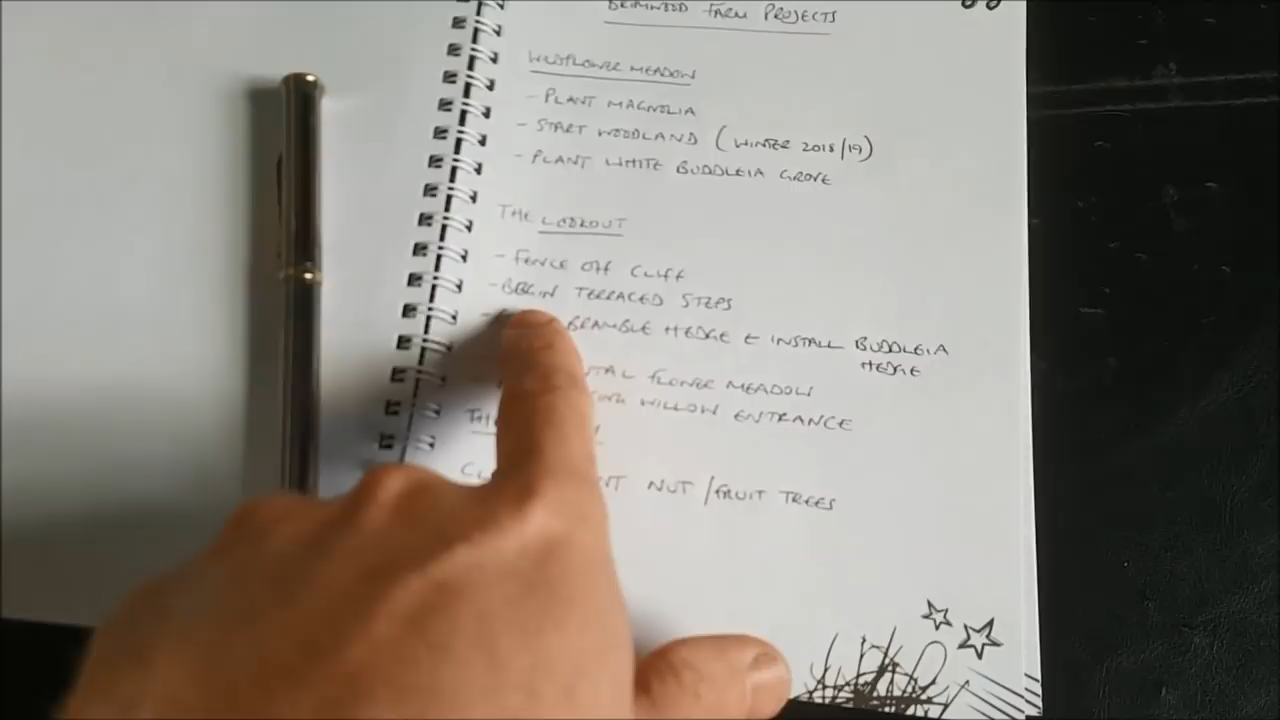 BRIMWOOD FARM PROJECTS
WILDFLOWER MEADOW
- PLANT MAGNOLIA
- START WOODLAND (WINTER 2018/19)
- PLANT WHITE BUDDLEIA GROVE
THE LOOKOUT
- FENCE OFF CLIFF
- BEGIN TERRACED STEPS
- BRAMBLE HEDGE & INSTALL BUDDLEIA
HEDGE
FLOWER MEADOW
WILLOW ENTRANCE
NUT / FRUIT TREES